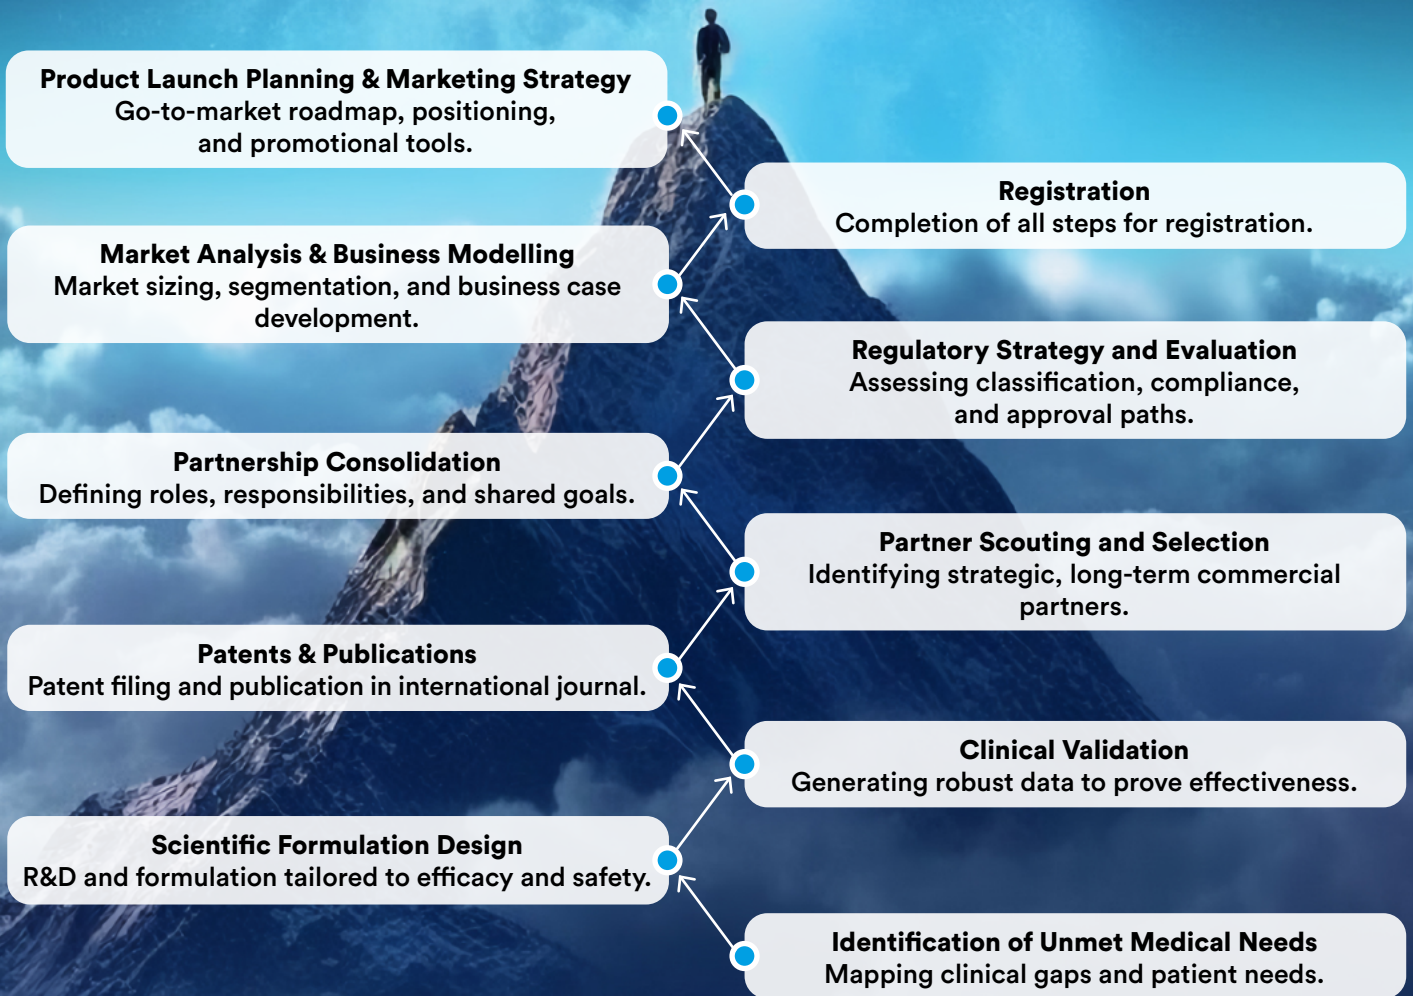 Product Launch Planning & Marketing Strategy
Go-to-market roadmap, positioning,
and promotional tools.
Registration
Completion of all steps for registration.
Market Analysis & Business Modelling
Market sizing, segmentation, and business case
development.
Regulatory Strategy and Evaluation
Assessing classification, compliance,
and approval paths.
Partnership Consolidation
Defining roles, responsibilities, and shared goals.
Partner Scouting and Selection
Identifying strategic, long-term commercial
partners.
Patents & Publications
Patent filing and publication in international journal.
Clinical Validation
Generating robust data to prove effectiveness.
Scientific Formulation Design
R&D and formulation tailored to efficacy and safety.
Identification of Unmet Medical Needs
Mapping clinical gaps and patient needs.